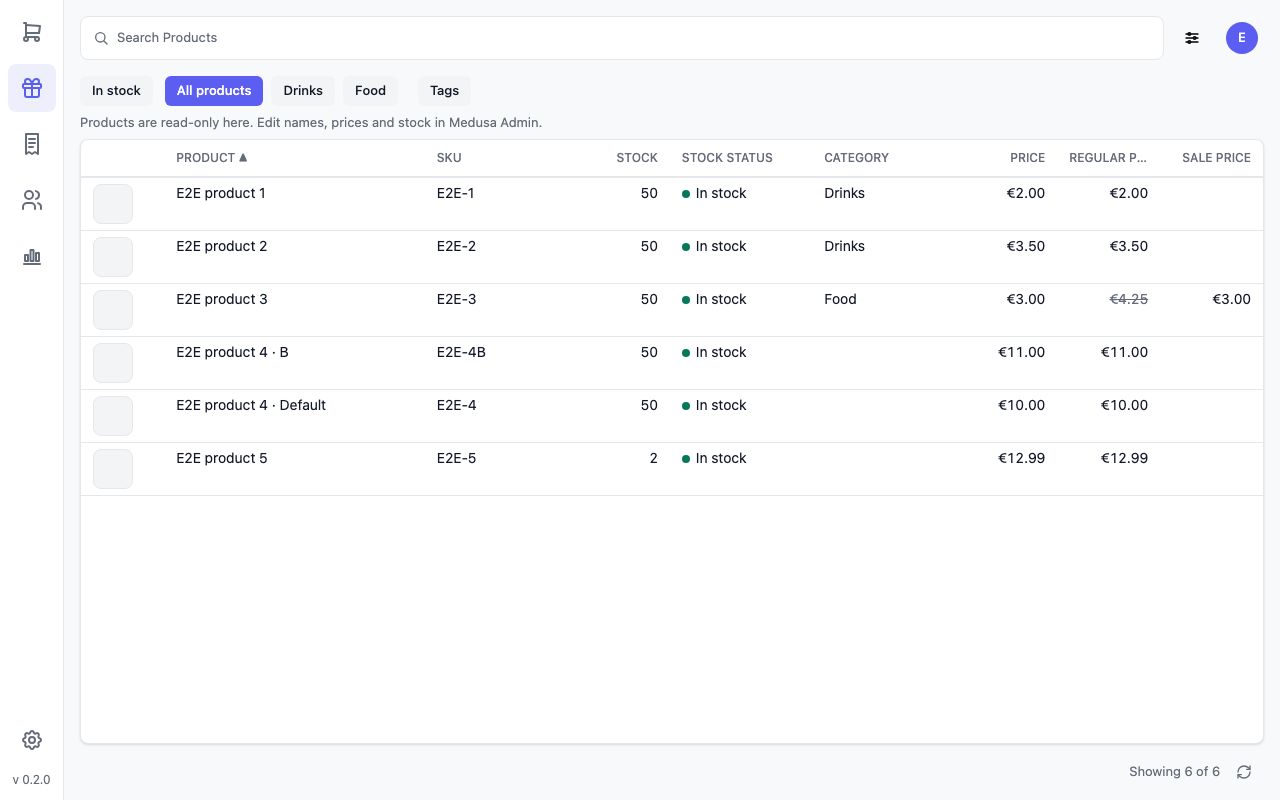 Search Products
E
In stock All products Drinks Food Tags
Products are read-only here. Edit names, prices and stock in Medusa Admin.
PRODUCT ▲ SKU STOCK STOCK STATUS CATEGORY PRICE REGULAR P... SALE PRICE
E2E product 1 E2E-1 50 In stock Drinks €2.00 €2.00
E2E product 2 E2E-2 50 In stock Drinks €3.50 €3.50
E2E product 3 E2E-3 50 In stock Food €3.00 €4.25 €3.00
E2E product 4 · B E2E-4B 50 In stock €11.00 €11.00
E2E product 4 · Default E2E-4 50 In stock €10.00 €10.00
E2E product 5 E2E-5 2 In stock €12.99 €12.99
Showing 6 of 6
v 0.2.0